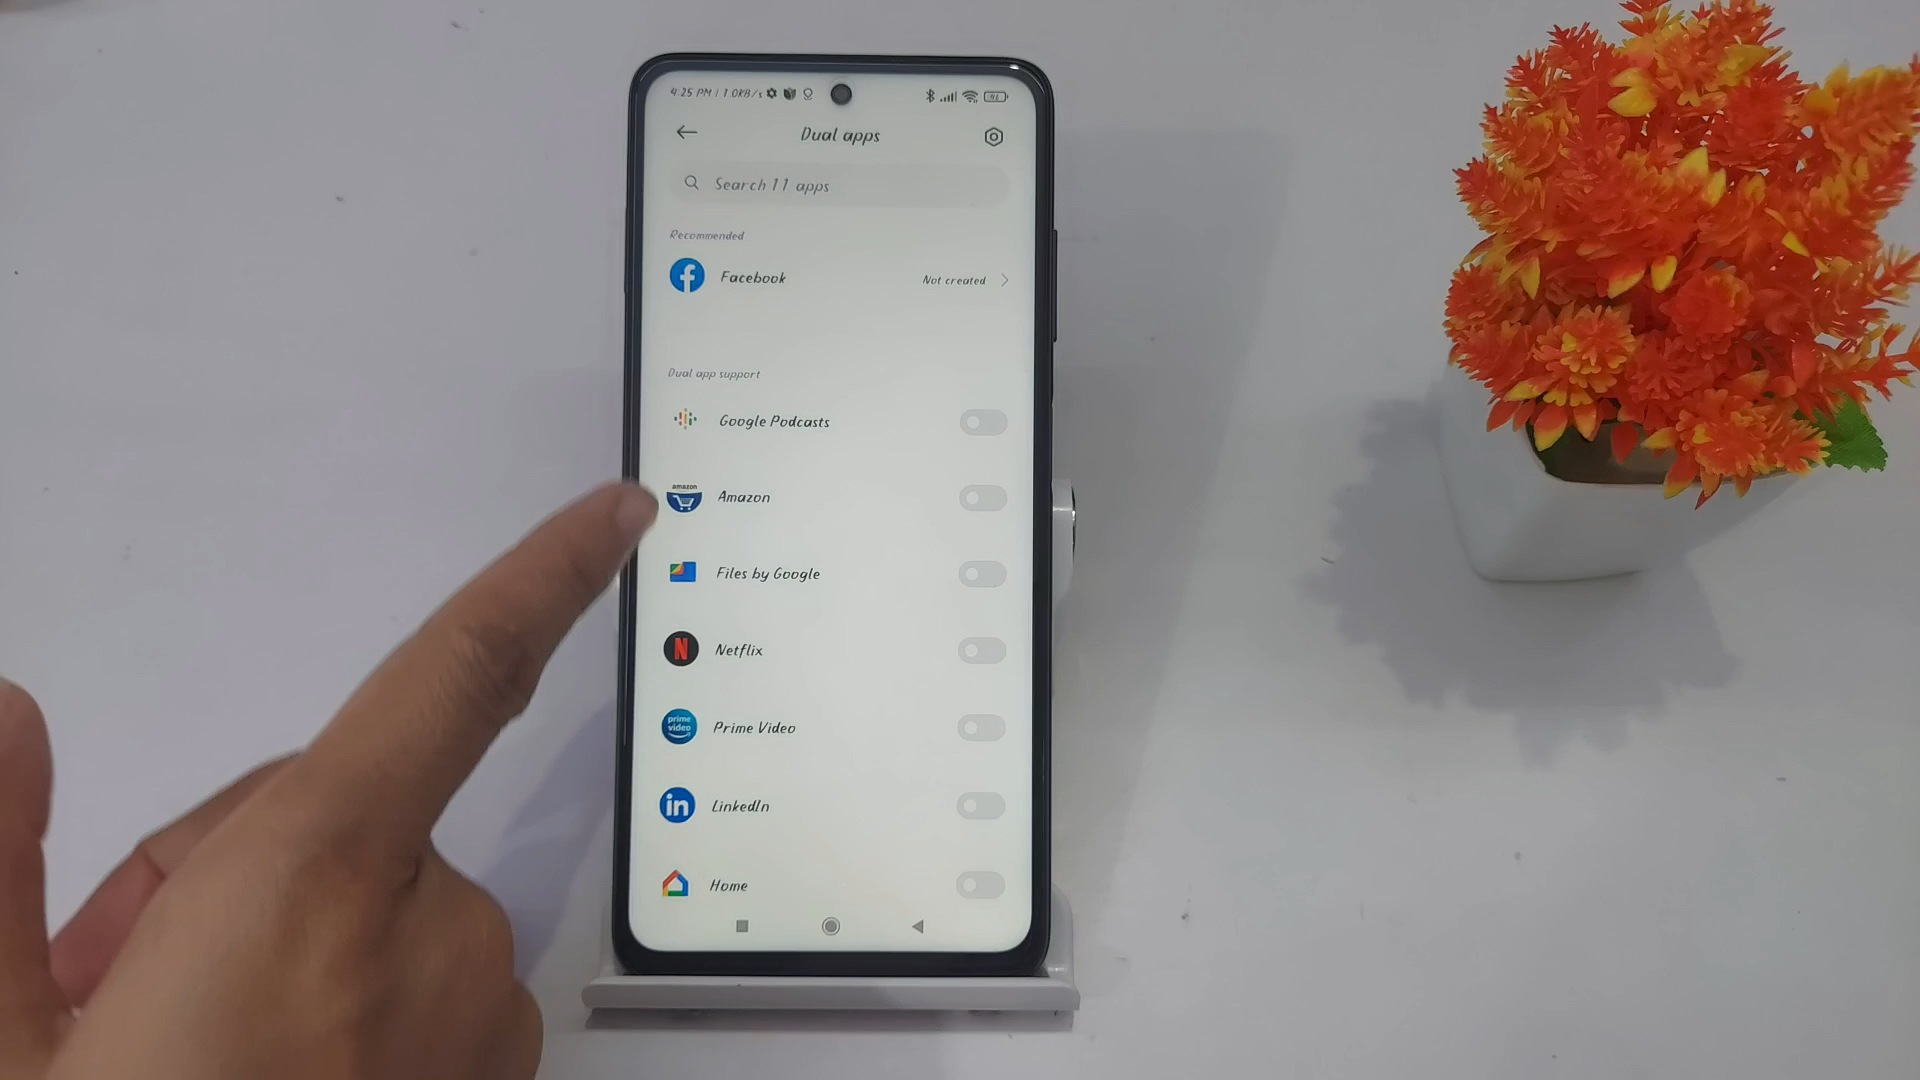 4:25 PM | 1.0KB/s
Dual apps
Search 11 apps
Recommended
Facebook
Not created
Dual app support
Google Podcasts
amazon
Amazon
Files by Google
N
Netflix
prime
video
Prime Video
in
LinkedIn
Home